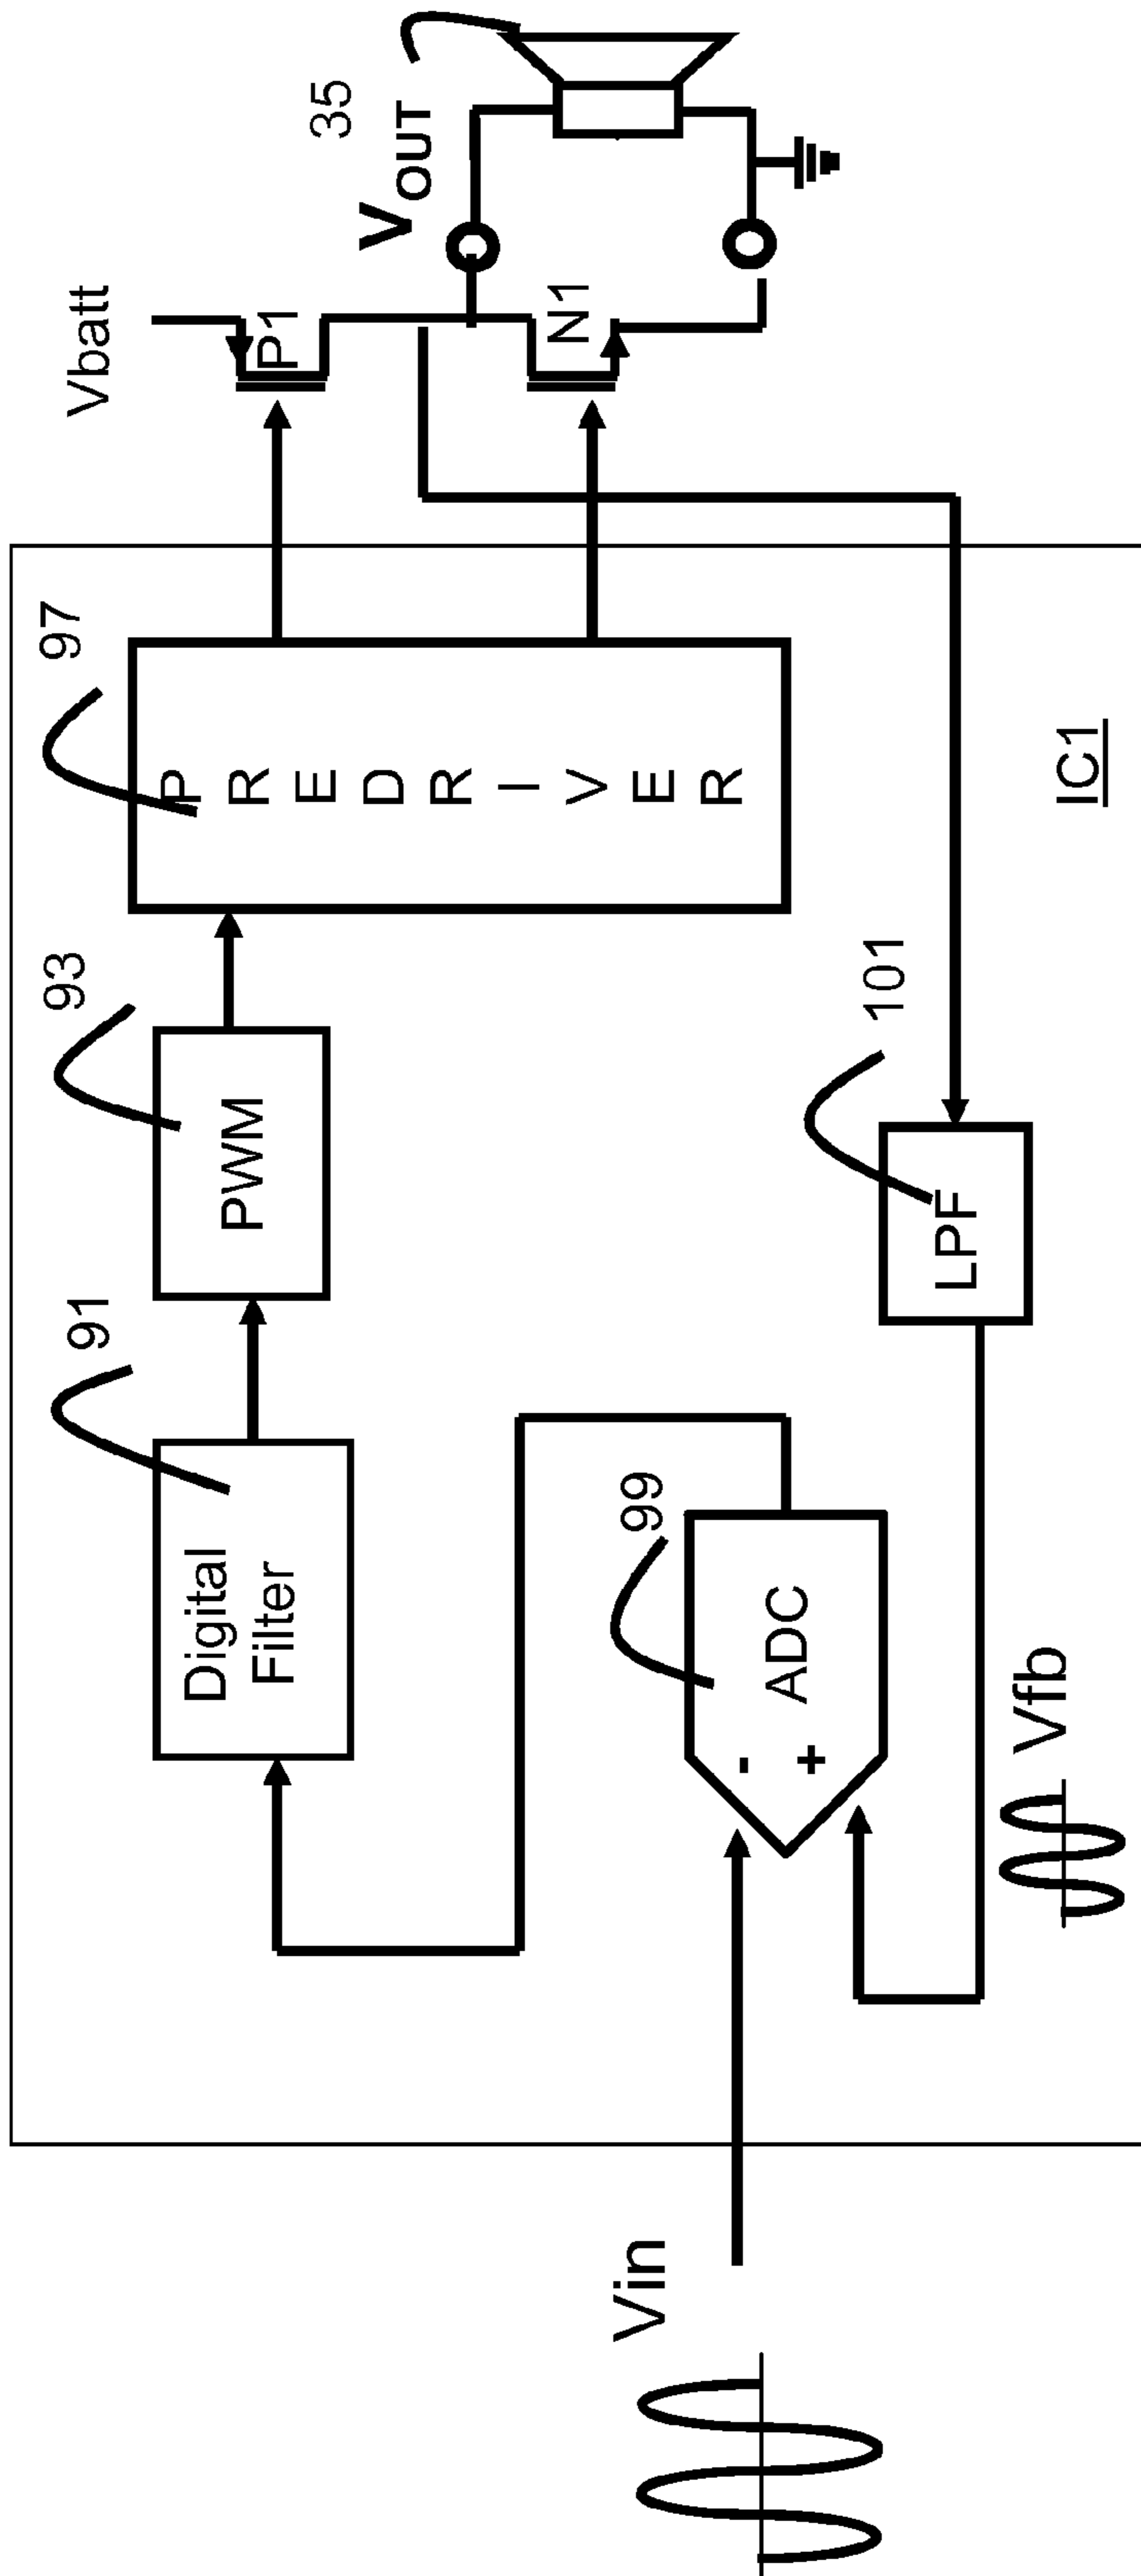 91
93
97
Vbatt
Digital
Filter
PWM
PREDRIVER
P1
35
VOUT
N1
Vin
99
-
+
ADC
101
LPF
Vfb
IC1